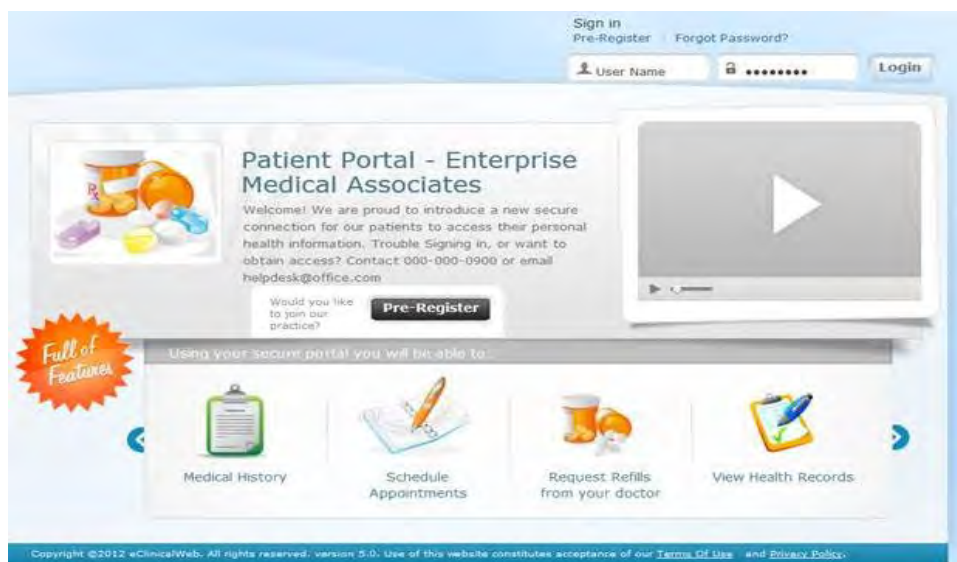 Sign in
Pre-Register Forgot Password?
User Name
Login
Patient Portal - Enterprise
Medical Associates
Welcome! We are proud to introduce a new secure
connection for our patients to access their personal
health information. Trouble Signing in, or want to
obtain access? Contact 000-000-0900 or email
helpdesk@office.com
Would you like
to join our
practice?
Pre-Register
Full of
Features
Using your secure portal you will be able to:
Medical History
Schedule
Appointments
Request Refills
from your doctor
View Health Records
Copyright ©2012 eClinicalWeb. All rights reserved. version 5.0. Use of this website constitutes acceptance of our Terms Of Use and Privacy Policy.